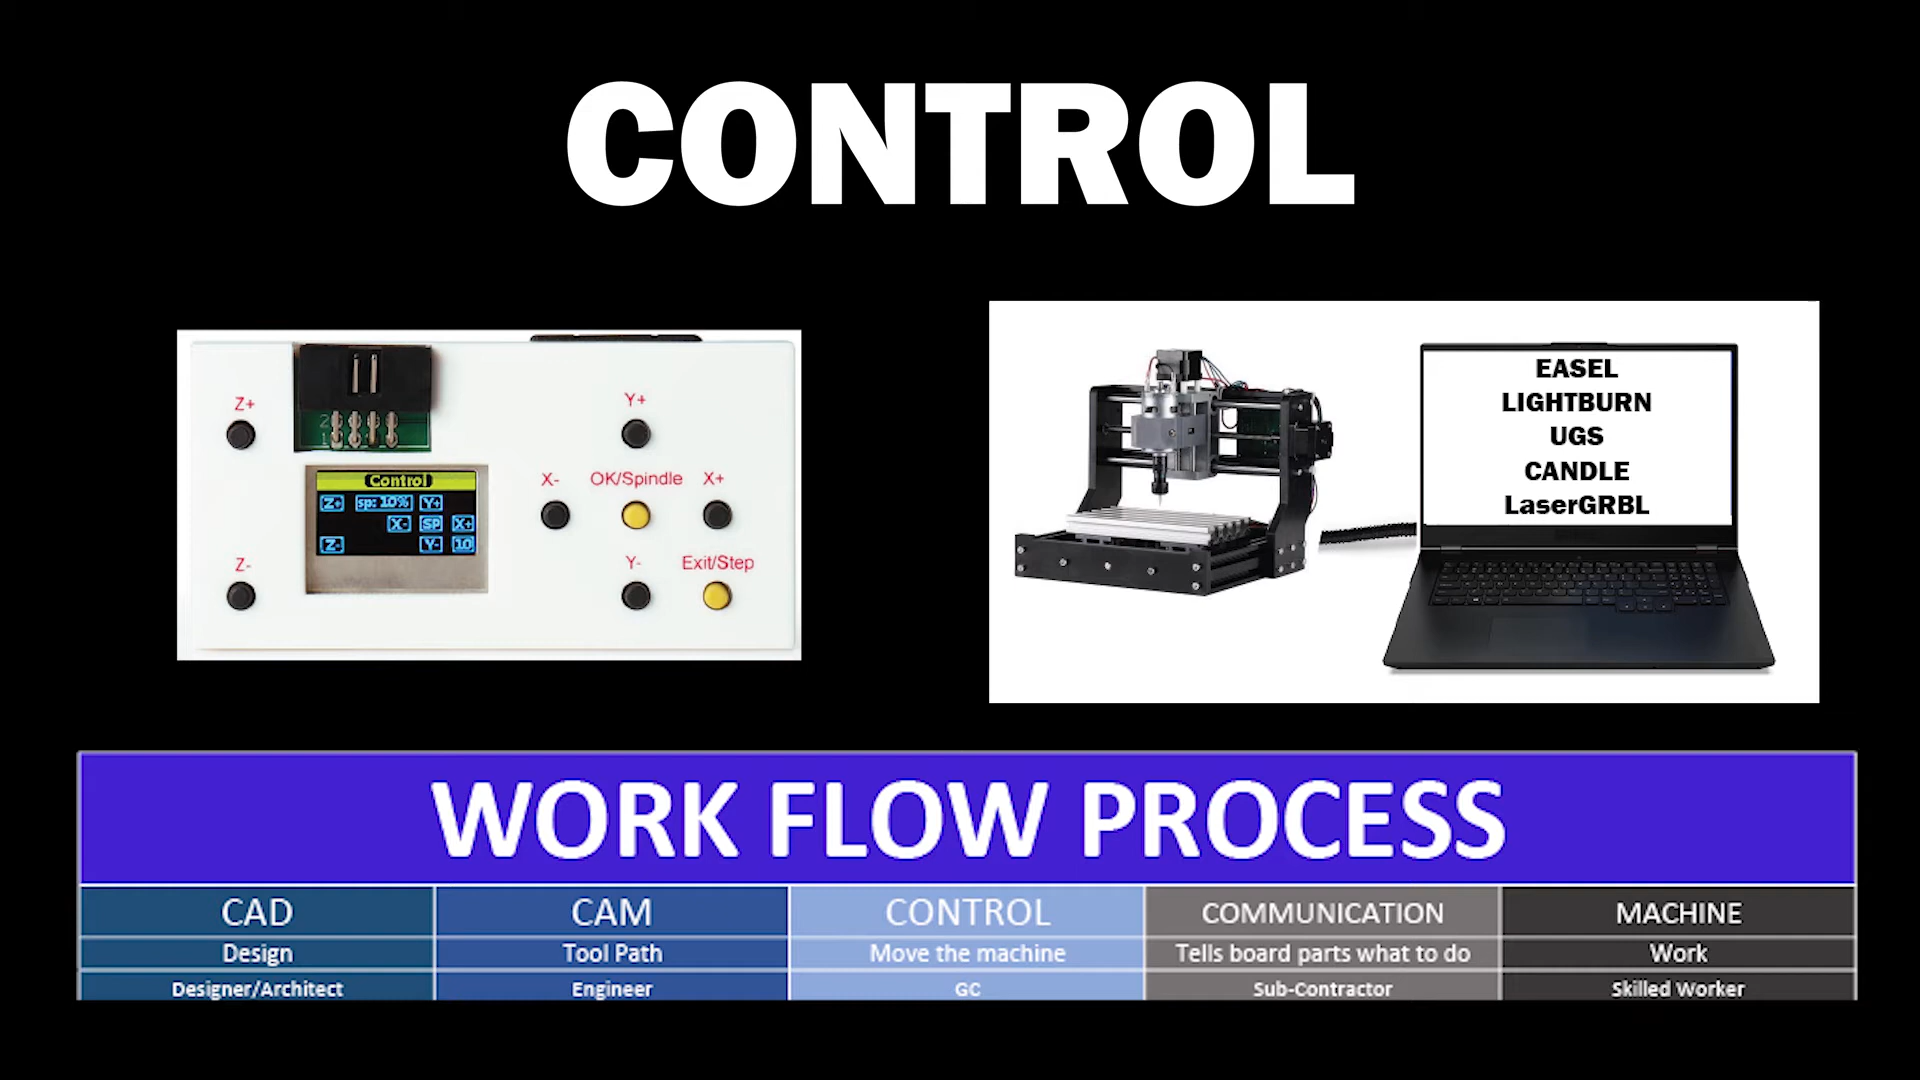 CONTROL
Z+
Y+
X-
OK/Spindle
X+
Z-
Y-
Exit/Step
Control
Z+ sp: 10% Y+
X- SP X+
Z- Y- 10
EASEL
LIGHTBURN
UGS
CANDLE
LaserGRBL
WORK FLOW PROCESS
CAD CAM CONTROL COMMUNICATION MACHINE
Design Tool Path Move the machine Tells board parts what to do Work
Designer/Architect Engineer GC Sub-Contractor Skilled Worker